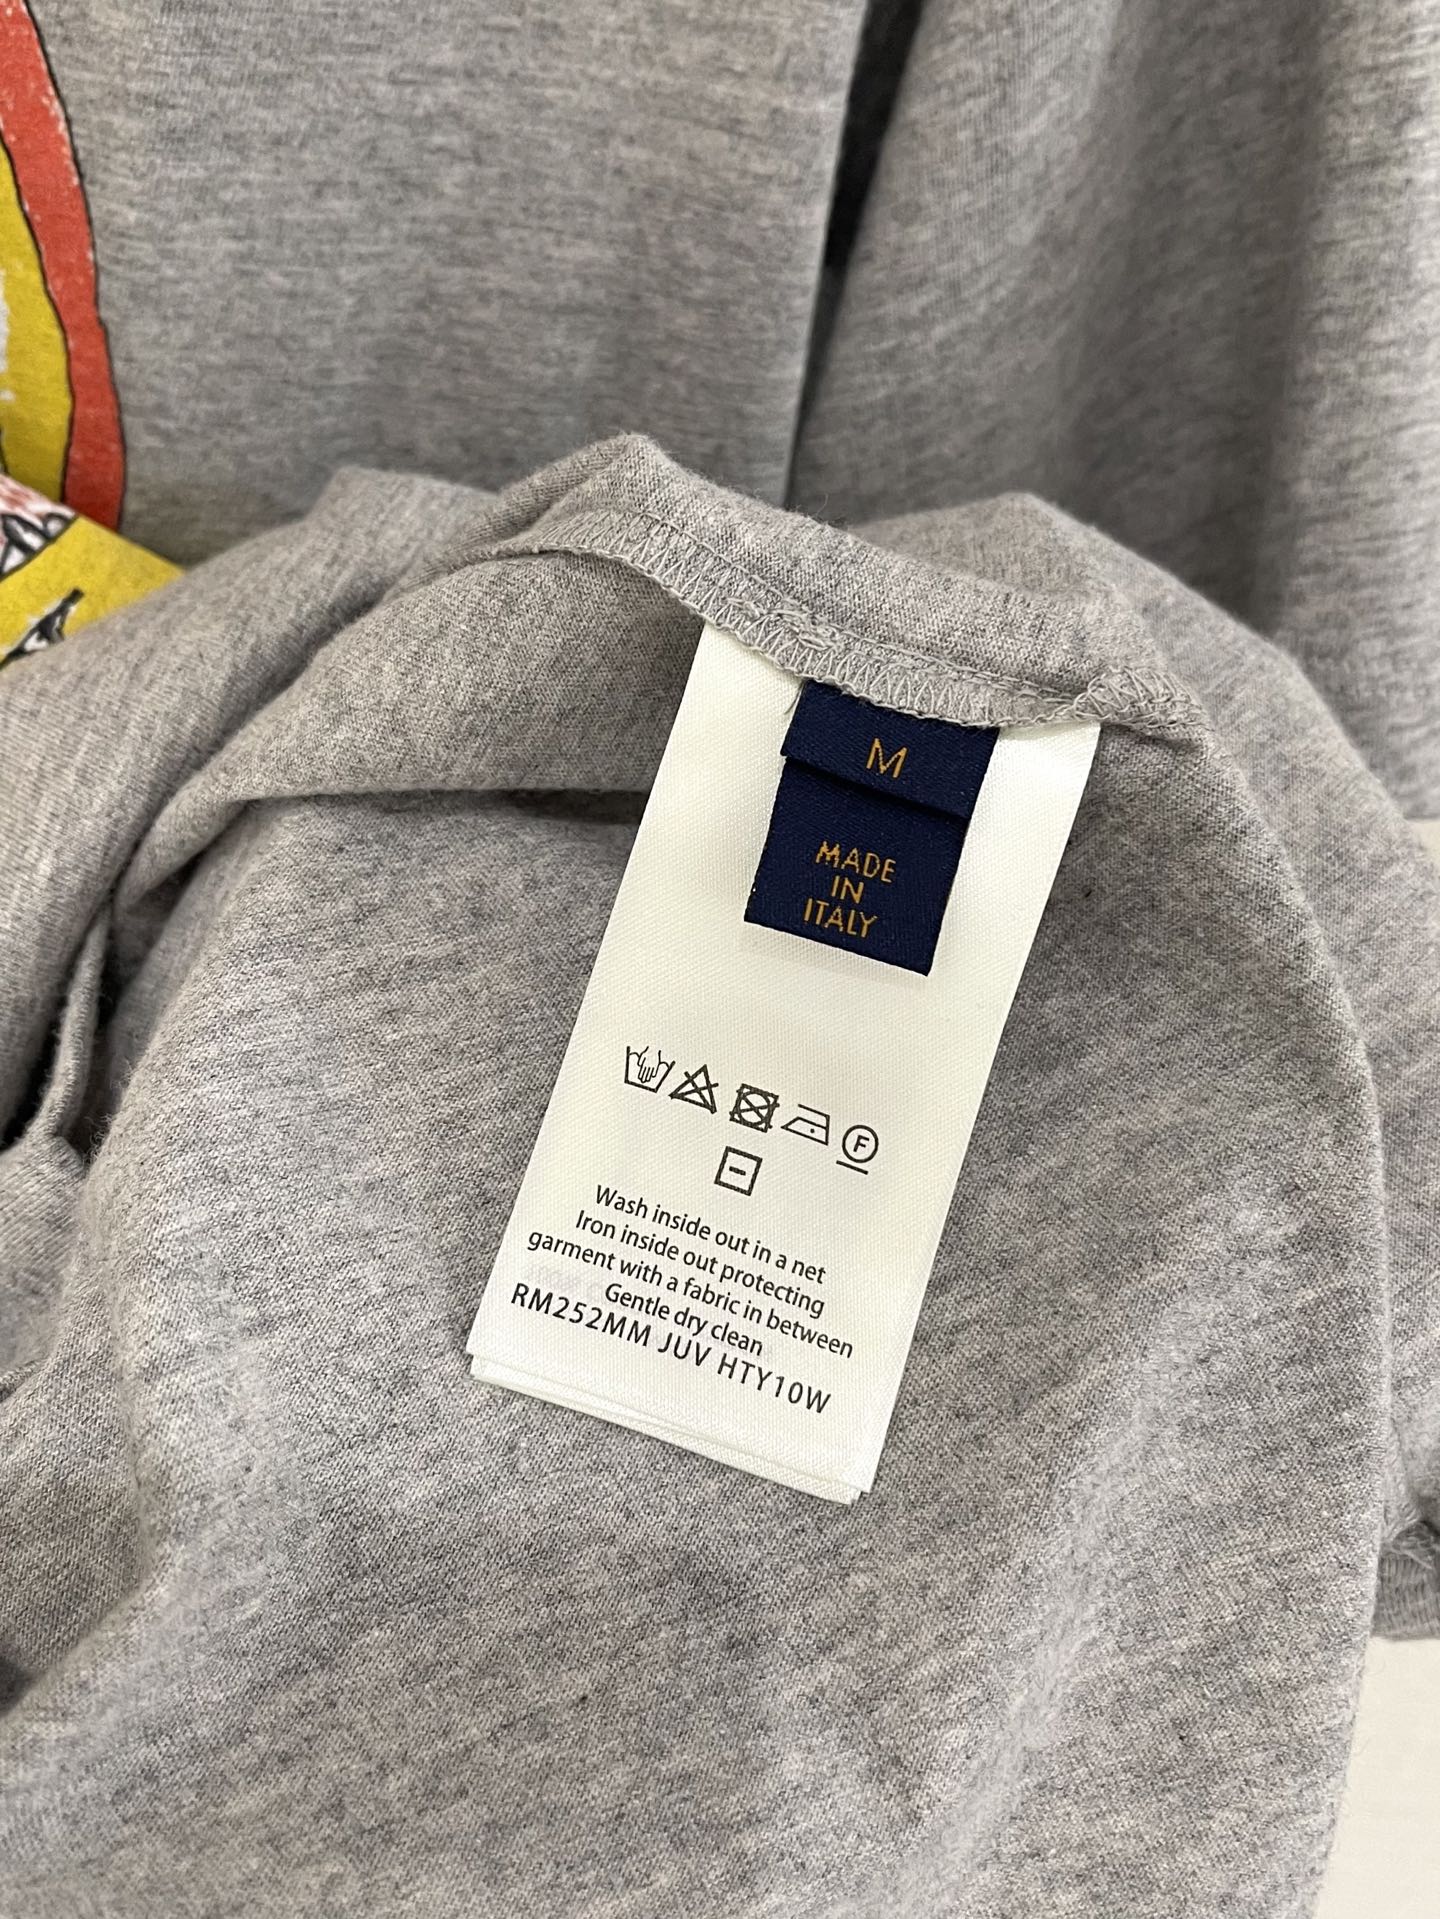 M
MADE
IN
ITALY
F
Wash inside out in a net
Iron inside out protecting
garment with a fabric in between
Gentle dry clean
RM252MM JUV HTY10W